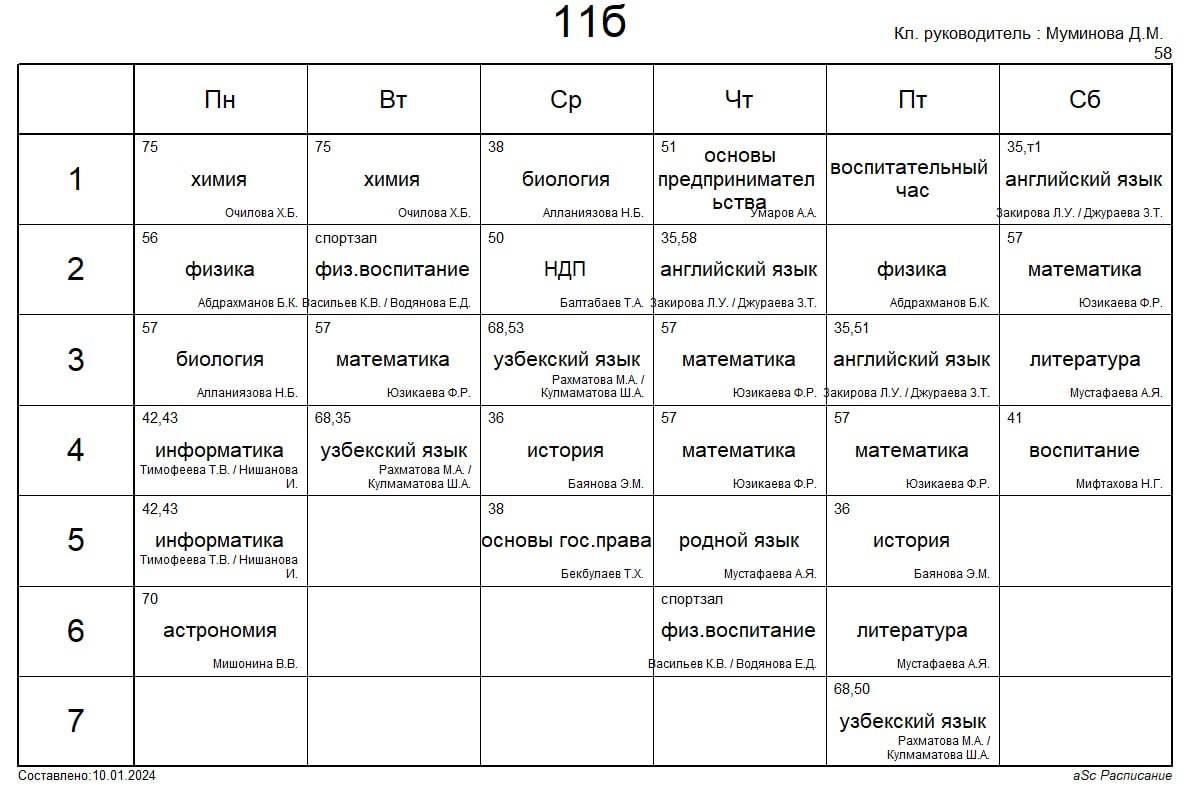 11б
Кл. руководитель : Муминова Д.М.
58
Пн Вт Ср Чт Пт Сб
1
75
химия
Очилова Х.Б.
75
химия
Очилова Х.Б.
38
биология
Алланиязова Н.Б.
51
основы
предпринимател
ьства
Умаров А.А.
воспитательный
час
35,т1
английский язык
Закирова Л.У. / Джураева З.Т.
2
56
физика
Абдрахманов Б.К.
спортзал
физ.воспитание
Васильев К.В. / Водянова Е.Д.
50
НДП
Балтабаев Т.А.
35,58
английский язык
Закирова Л.У. / Джураева З.Т.
физика
Абдрахманов Б.К.
57
математика
Юзикаева Ф.Р.
3
57
биология
Алланиязова Н.Б.
57
математика
Юзикаева Ф.Р.
68,53
узбекский язык
Рахматова М.А. /
Кулмаматова Ш.А.
57
математика
Юзикаева Ф.Р.
35,51
английский язык
Закирова Л.У. / Джураева З.Т.
литература
Мустафаева А.Я.
4
42,43
информатика
Тимофеева Т.В. / Нишанова
И.
68,35
узбекский язык
Рахматова М.А. /
Кулмаматова Ш.А.
36
история
Баянова Э.М.
57
математика
Юзикаева Ф.Р.
57
математика
Юзикаева Ф.Р.
41
воспитание
Мифтахова Н.Г.
5
42,43
информатика
Тимофеева Т.В. / Нишанова
И.
38
основы гос.права
Бекбулаев Т.Х.
родной язык
Мустафаева А.Я.
36
история
Баянова Э.М.
6
70
астрономия
Мишонина В.В.
спортзал
физ.воспитание
Васильев К.В. / Водянова Е.Д.
литература
Мустафаева А.Я.
7
68,50
узбекский язык
Рахматова М.А. /
Кулмаматова Ш.А.
Составлено:10.01.2024
aSc Расписание